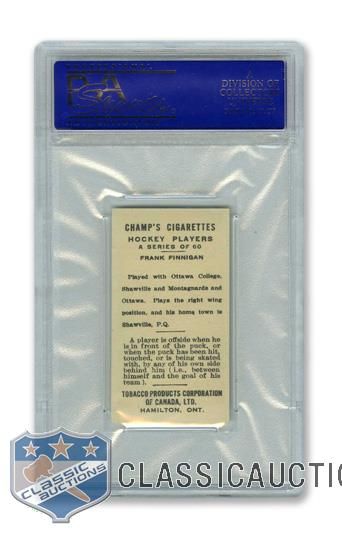 PSA
A
DIVISION OF
COLLECTORS
UNIVERSE
CHAMP'S CIGARETTES
HOCKEY PLAYERS
A SERIES OF 60
FRANK FINNIGAN
Played with Ottawa College,
Shawville and Montagnards and
Ottawa. Plays the right wing
position, and his home town is
Shawville, P.Q.
A player is offside when he
is in front of the puck, or
when the puck has been hit,
touched, or is being skated
with, by any of his own side
behind him (i.e., between
himself and the goal of his
team).
TOBACCO PRODUCTS CORPORATION
OF CANADA, LTD.
HAMILTON, ONT.
CLASSIC
AUCTIONS
CLASSICAUCTIO